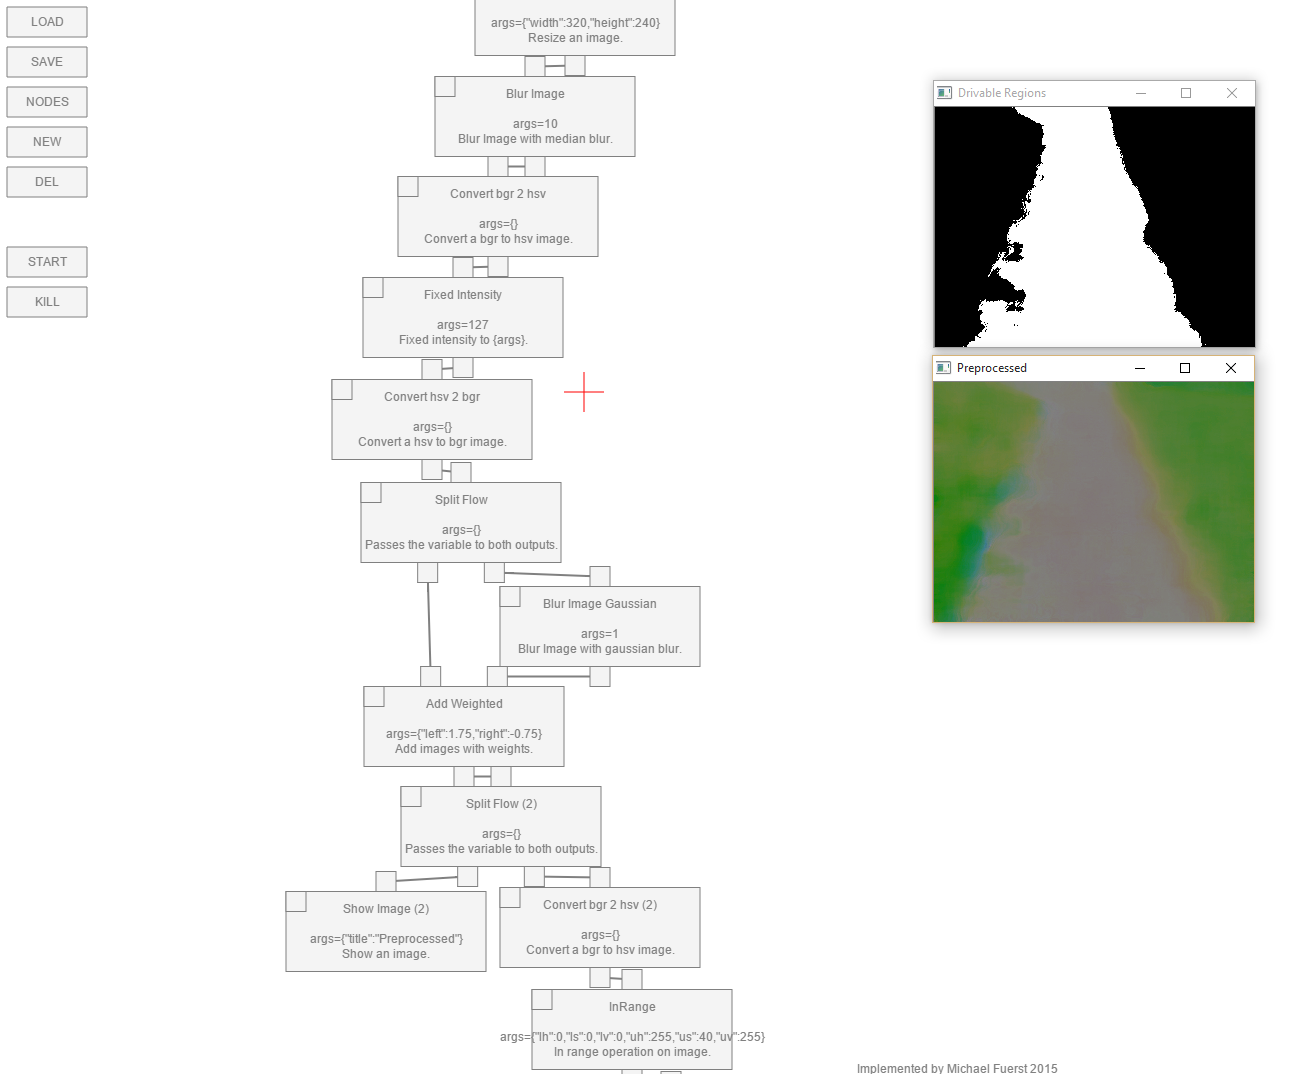 LOAD
SAVE
NODES
NEW
DEL
START
KILL
args={"width":320,"height":240}
Resize an image.
Blur Image
args=10
Blur Image with median blur.
Convert bgr 2 hsv
args={}
Convert a bgr to hsv image.
Fixed Intensity
args=127
Fixed intensity to {args}.
Convert hsv 2 bgr
args={}
Convert a hsv to bgr image.
Split Flow
args={}
Passes the variable to both outputs.
Blur Image Gaussian
args=1
Blur Image with gaussian blur.
Add Weighted
args={"left":1.75,"right":-0.75}
Add images with weights.
Split Flow (2)
args={}
Passes the variable to both outputs.
Show Image (2)
args={"title":"Preprocessed"}
Show an image.
Convert bgr 2 hsv (2)
args={}
Convert a bgr to hsv image.
InRange
args={"lh":0,"ls":0,"lv":0,"uh":255,"us":40,"uv":255}
In range operation on image.
Drivable Regions
Preprocessed
Implemented by Michael Fuerst 2015